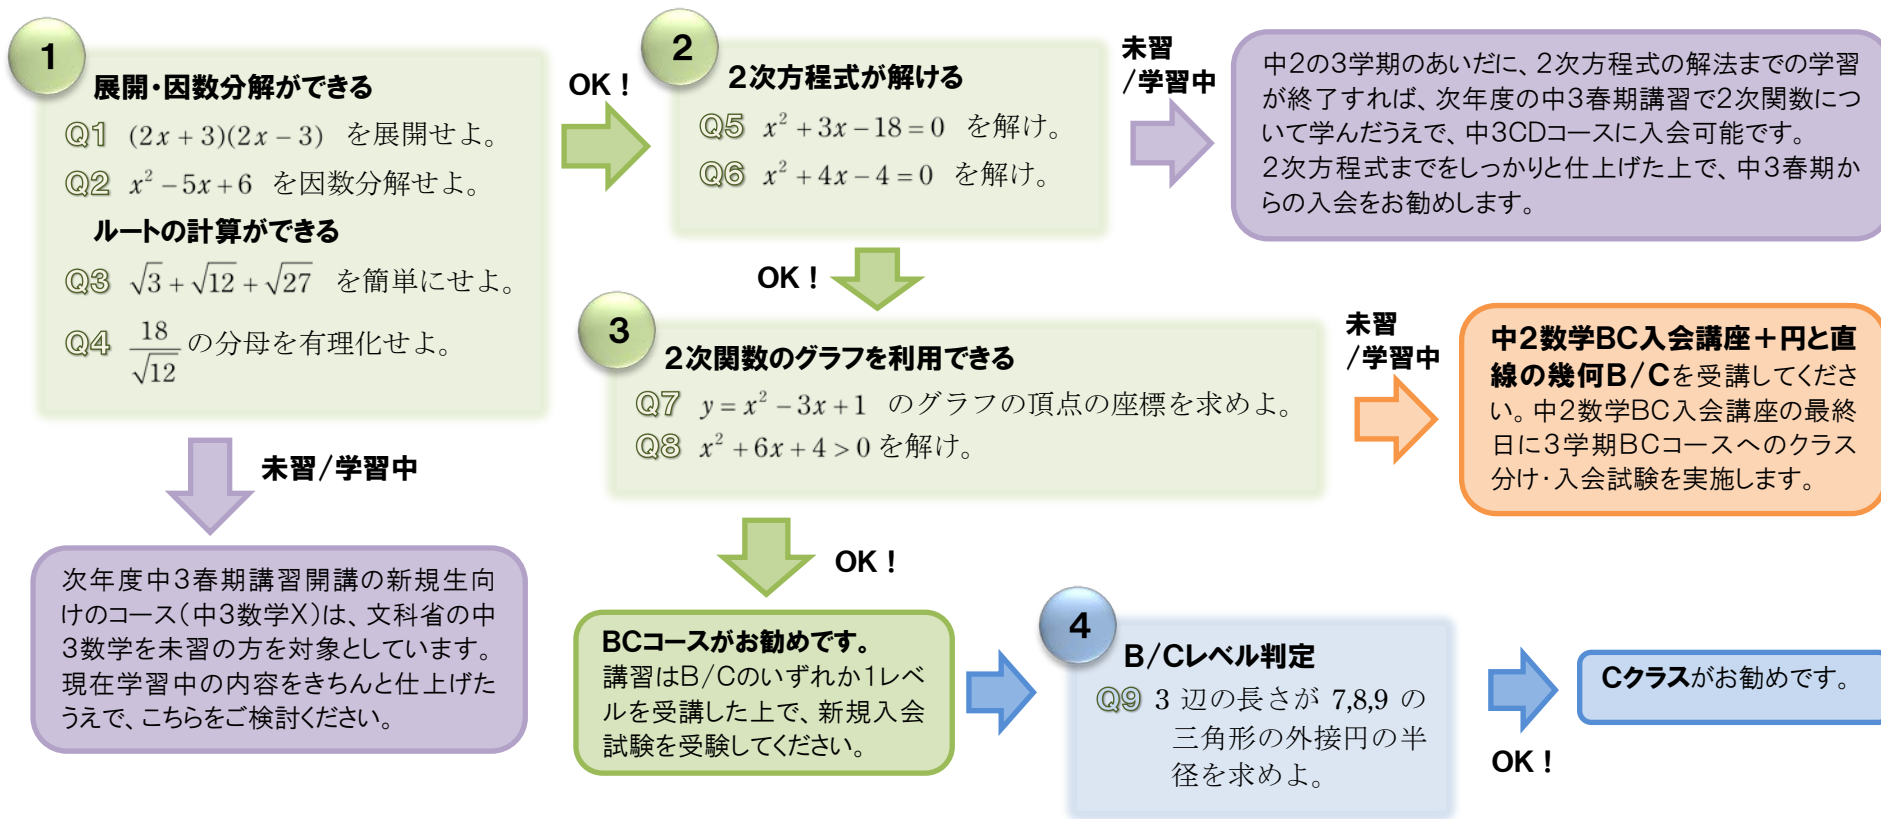 1
展開・因数分解ができる
Q1 (2x + 3)(2x − 3) を展開せよ。
Q2 x² − 5x + 6 を因数分解せよ。
ルートの計算ができる
Q3 √3 + √12 + √27 を簡単にせよ。
Q4 18/√12 の分母を有理化せよ。
OK！
2
2次方程式が解ける
Q5 x² + 3x − 18 = 0 を解け。
Q6 x² + 4x − 4 = 0 を解け。
未習
/学習中
中2の3学期のあいだに、2次方程式の解法までの学習
が終了すれば、次年度の中3春期講習で2次関数につ
いて学んだうえで、中3CDコースに入会可能です。
2次方程式までをしっかりと仕上げた上で、中3春期か
らの入会をお勧めします。
OK！
3
2次関数のグラフを利用できる
Q7 y = x² − 3x + 1 のグラフの頂点の座標を求めよ。
Q8 x² + 6x + 4 > 0 を解け。
未習
/学習中
中2数学BC入会講座＋円と直
線の幾何B/Cを受講してくださ
い。中2数学BC入会講座の最終
日に3学期BCコースへのクラス
分け・入会試験を実施します。
未習/学習中
次年度中3春期講習開講の新規生向
けのコース(中3数学X)は、文科省の中
3数学を未習の方を対象としています。
現在学習中の内容をきちんと仕上げた
うえで、こちらをご検討ください。
OK！
BCコースがお勧めです。
講習はB/Cのいずれか1レベ
ルを受講した上で、新規入会
試験を受験してください。
4
B/Cレベル判定
Q9 3 辺の長さが 7,8,9 の
三角形の外接円の半
径を求めよ。
OK！
Cクラスがお勧めです。